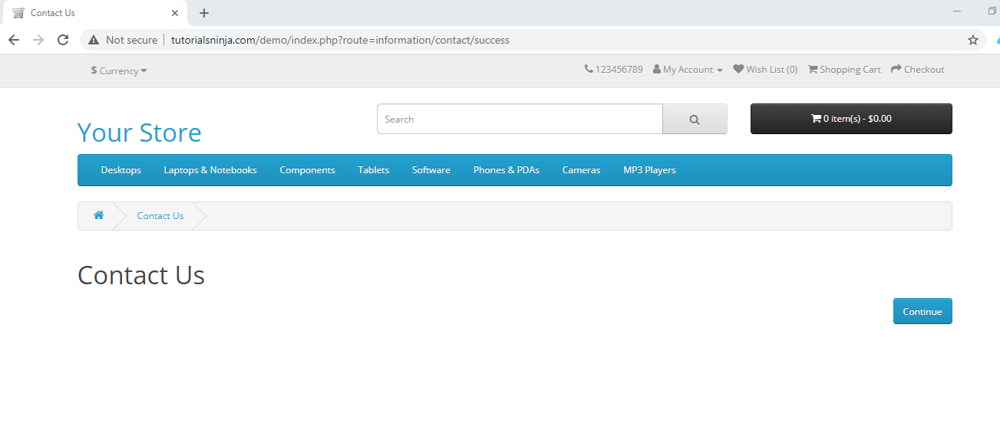 Contact Us
Not secure | tutorialsninja.com/demo/index.php?route=information/contact/success
$ Currency 123456789 My Account Wish List (0) Shopping Cart Checkout
Your Store Search 0 item(s) - $0.00
Desktops Laptops & Notebooks Components Tablets Software Phones & PDAs Cameras MP3 Players
Contact Us
Contact Us
Continue